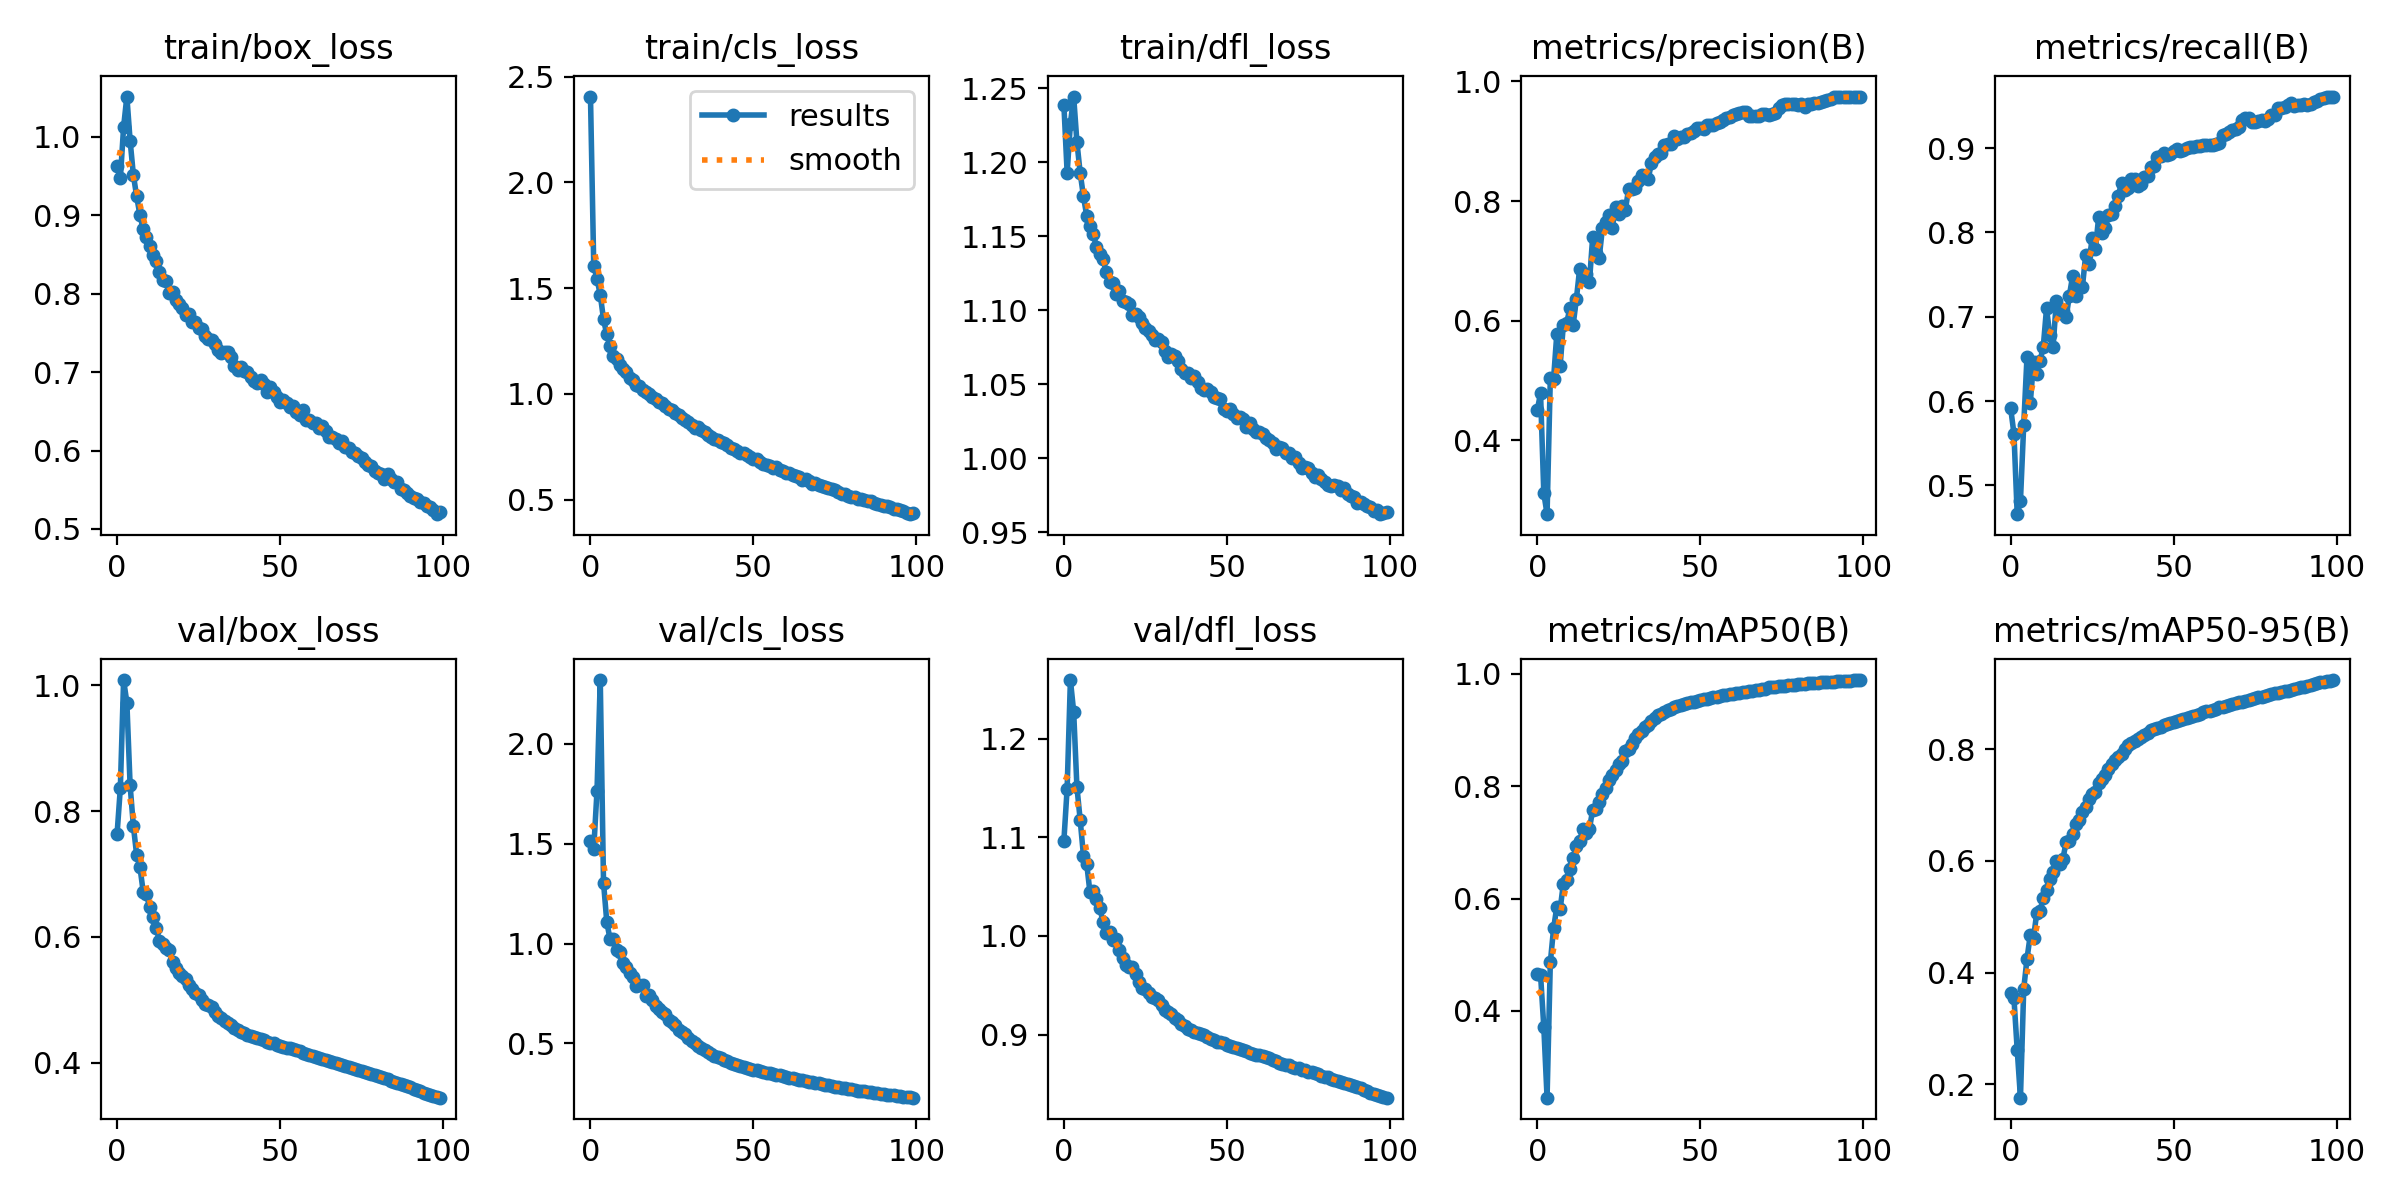 train/box_loss
train/cls_loss
train/dfl_loss
metrics/precision(B)
metrics/recall(B)
1.0
0.9
0.8
0.7
0.6
0.5
0 50 100
2.5
2.0
1.5
1.0
0.5
results
smooth
0 50 100
1.25
1.20
1.15
1.10
1.05
1.00
0.95
0 50 100
1.0
0.8
0.6
0.4
0 50 100
0.9
0.8
0.7
0.6
0.5
0 50 100
val/box_loss
val/cls_loss
val/dfl_loss
metrics/mAP50(B)
metrics/mAP50-95(B)
1.0
0.8
0.6
0.4
0 50 100
2.0
1.5
1.0
0.5
0 50 100
1.2
1.1
1.0
0.9
0 50 100
1.0
0.8
0.6
0.4
0 50 100
0.8
0.6
0.4
0.2
0 50 100